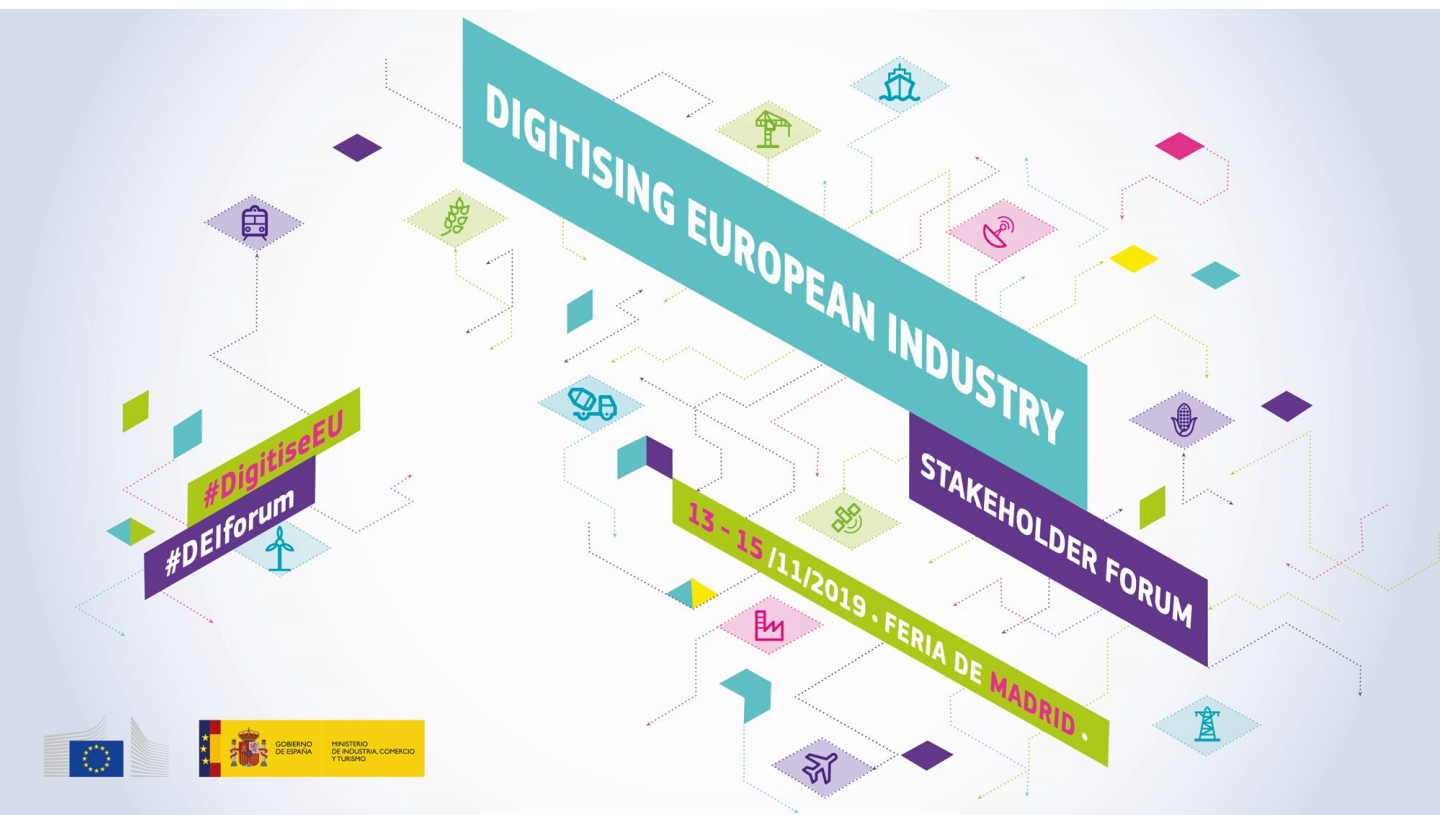 DIGITISING EUROPEAN INDUSTRY
STAKEHOLDER FORUM
13 - 15 /11/2019 . FERIA DE MADRID .
#DigitiseEU
#DEIforum
GOBIERNO
DE ESPAÑA
MINISTERIO
DE INDUSTRIA, COMERCIO
Y TURISMO